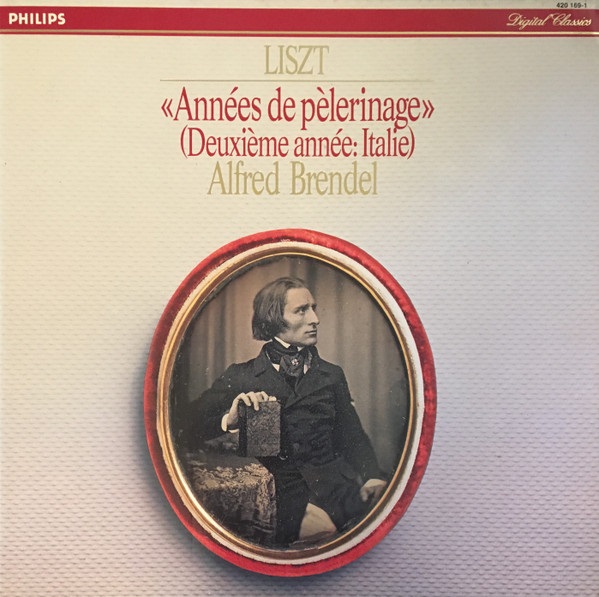 420 169-1
PHILIPS
Digital Classics
LISZT
«Années de pèlerinage»
(Deuxième année: Italie)
Alfred Brendel